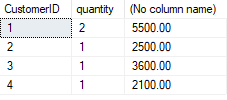 CustomerID quantity (No column name)
1 2 5500.00
2 1 2500.00
3 1 3600.00
4 1 2100.00